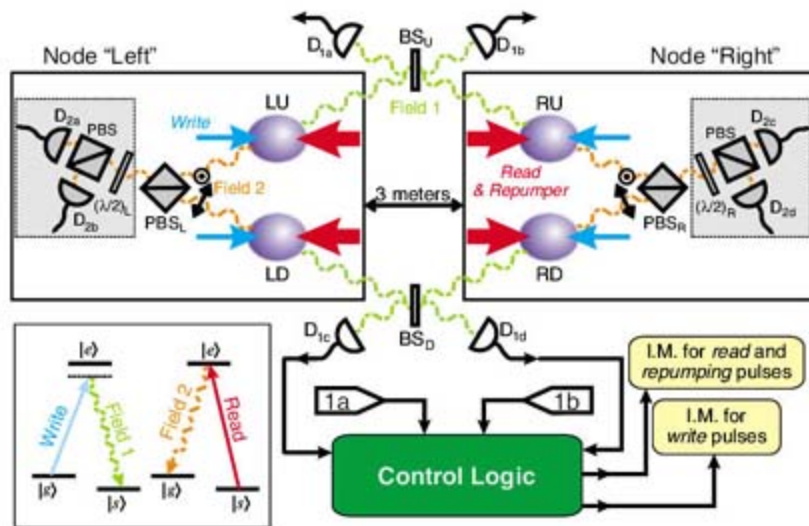 D1a
BSU
D1b
Node "Left"
Node "Right"
LU
RU
D2a
PBS
Write
Field 1
PBS
D2c
Field 2
Read
& Repumper
3 meters
(λ/2)L
PBSL
D2b
(λ/2)R
PBSR
D2d
LD
RD
D1c
BSD
D1d
|e⟩
|e⟩
Write
Field 1
Field 2
Read
|g⟩
|s⟩
|g⟩
|s⟩
1a
1b
Control Logic
I.M. for read and
repumping pulses
I.M. for
write pulses